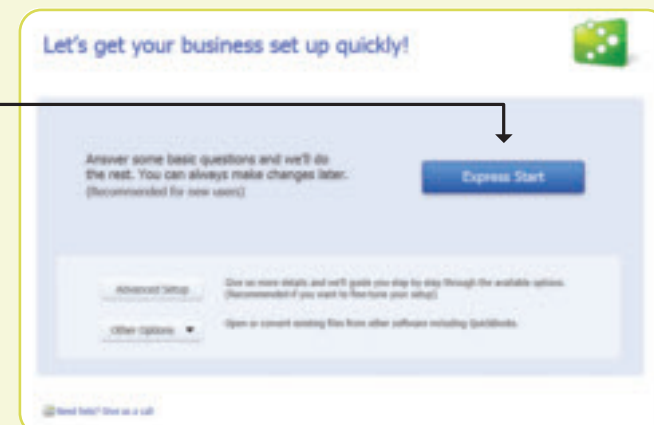 Let's get your business set up quickly!
Answer some basic questions and we'll do
the rest. You can always make changes later.
(Recommended for new users)
Express Start
Advanced Setup
Give us more details and we'll guide you step by step through the available options.
(Recommended if you want to fine-tune your setup)
Other Options
Open or convert existing files from other software including QuickBooks.
Need help? Give us a call